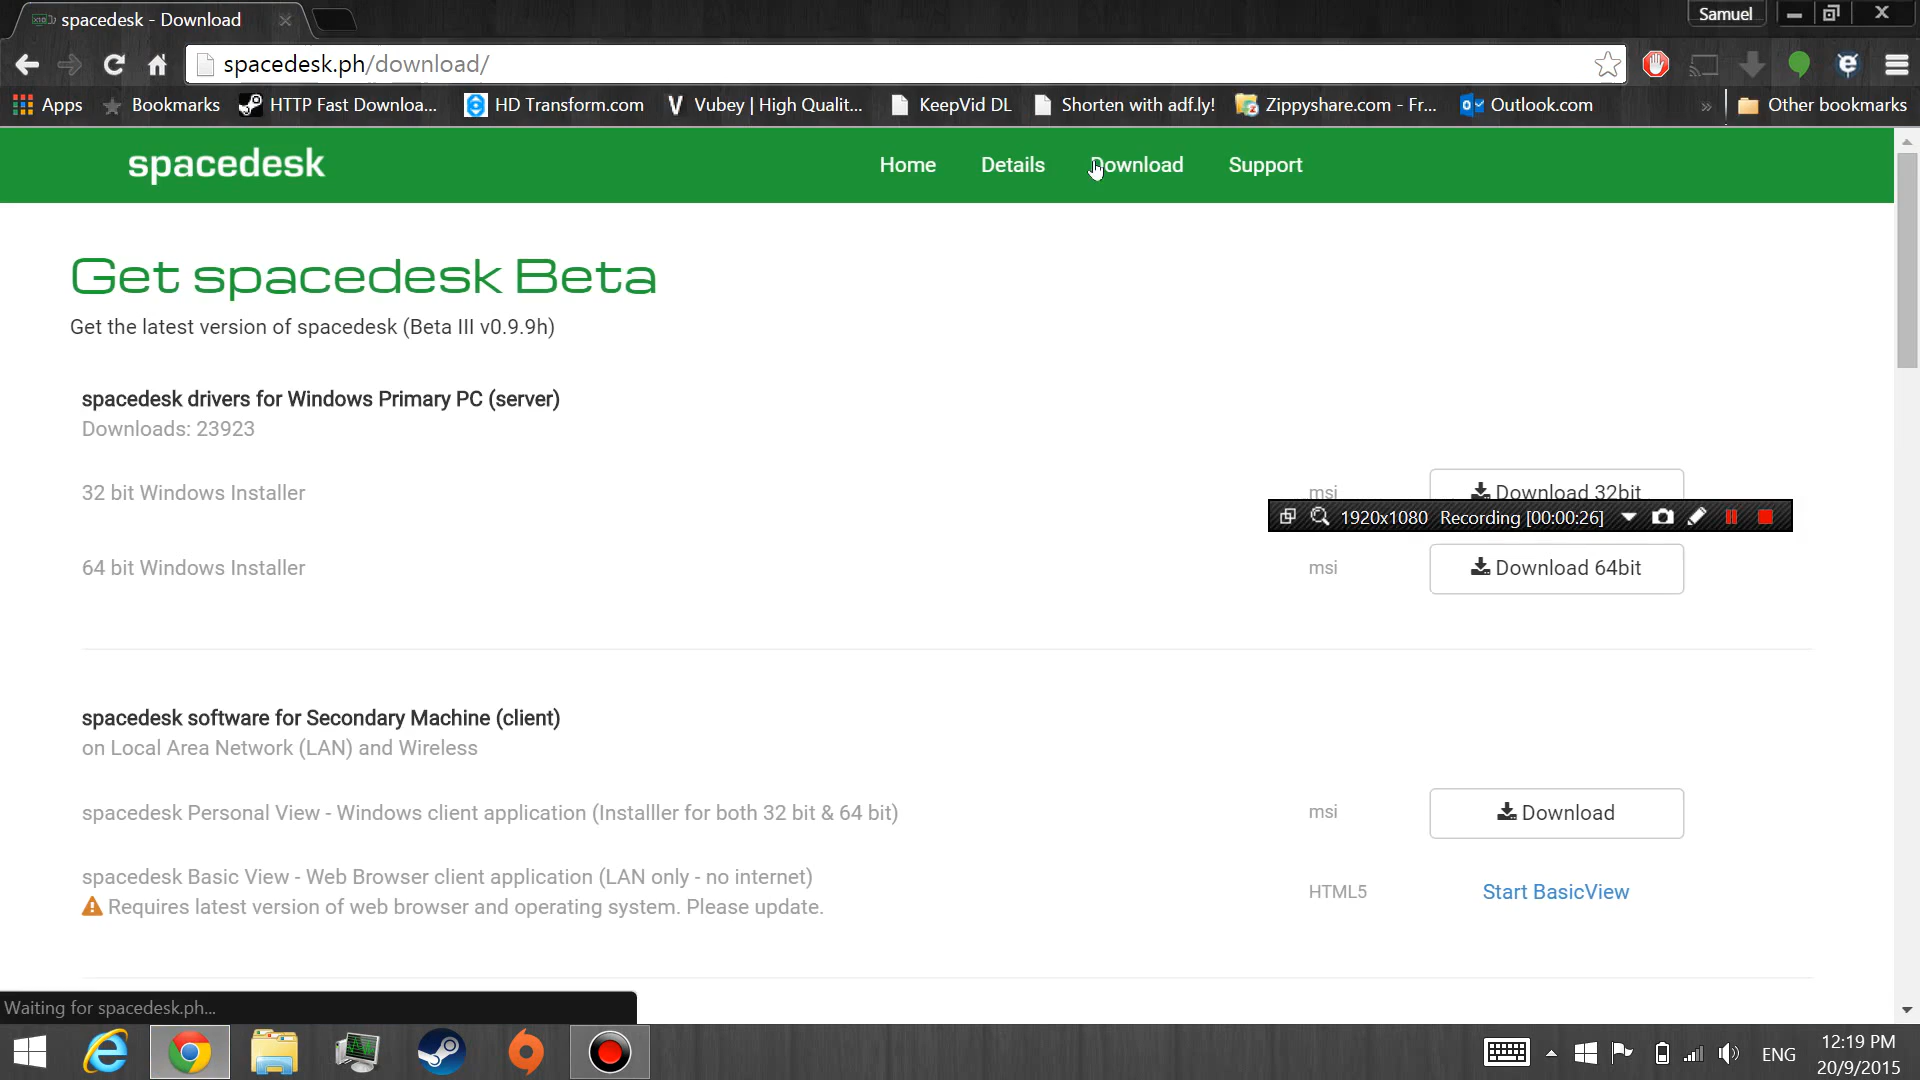 spacedesk - Download
Samuel
spacedesk.ph/download/
Apps
Bookmarks
HTTP Fast Downloa...
HD Transform.com
Vubey | High Qualit...
KeepVid DL
Shorten with adf.ly!
Zippyshare.com - Fr...
Outlook.com
»
Other bookmarks
spacedesk
Home
Details
Download
Support
Get spacedesk Beta
Get the latest version of spacedesk (Beta III v0.9.9h)
spacedesk drivers for Windows Primary PC (server)
Downloads: 23923
32 bit Windows Installer
msi
Download 32bit
1920x1080 Recording [00:00:26]
64 bit Windows Installer
msi
Download 64bit
spacedesk software for Secondary Machine (client)
on Local Area Network (LAN) and Wireless
spacedesk Personal View - Windows client application (Installler for both 32 bit & 64 bit)
msi
Download
spacedesk Basic View - Web Browser client application (LAN only - no internet)
Requires latest version of web browser and operating system. Please update.
HTML5
Start BasicView
Waiting for spacedesk.ph...
ENG
12:19 PM
20/9/2015